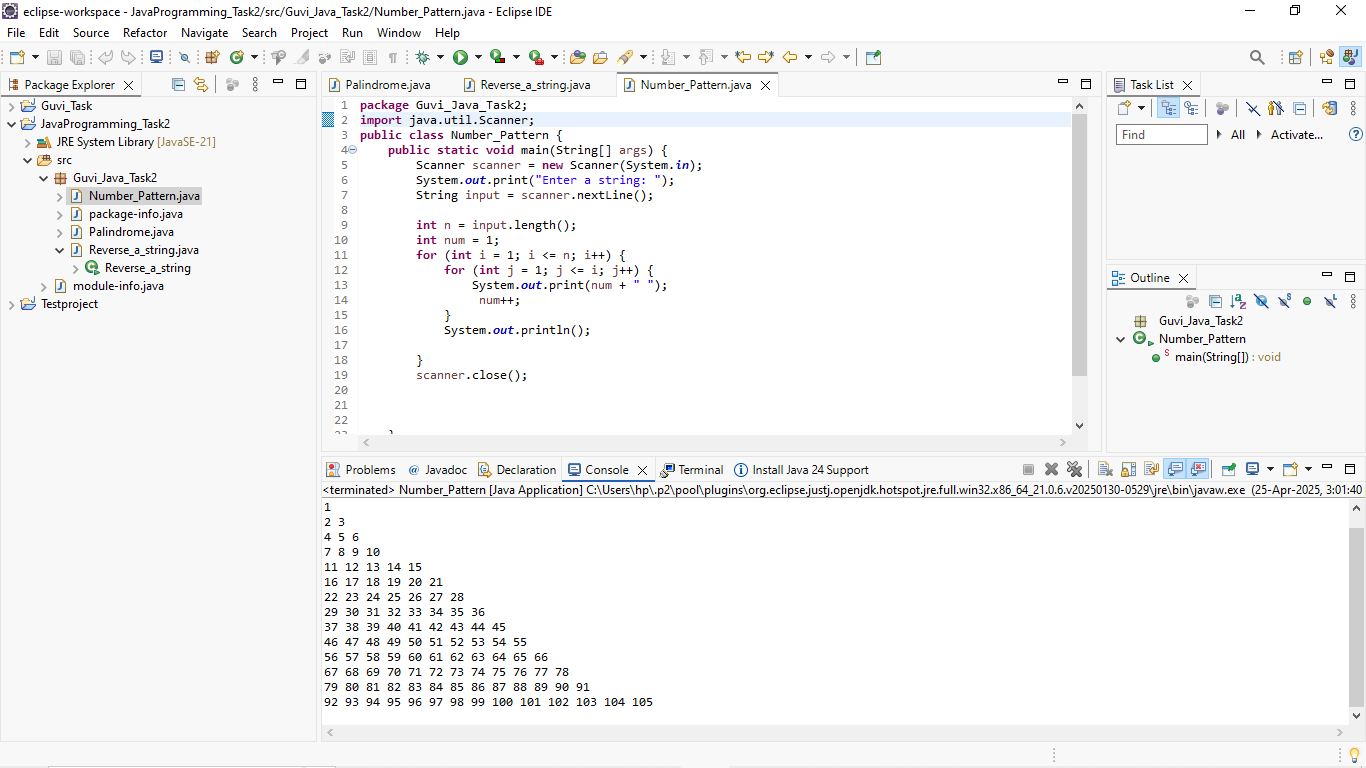 eclipse-workspace - JavaProgramming_Task2/src/Guvi_Java_Task2/Number_Pattern.java - Eclipse IDE
File Edit Source Refactor Navigate Search Project Run Window Help
Package Explorer
Guvi_Task
JavaProgramming_Task2
JRE System Library [JavaSE-21]
src
Guvi_Java_Task2
Number_Pattern.java
package-info.java
Palindrome.java
Reverse_a_string.java
Reverse_a_string
module-info.java
Testproject
Palindrome.java Reverse_a_string.java Number_Pattern.java
1 package Guvi_Java_Task2;
2 import java.util.Scanner;
3 public class Number_Pattern {
4 public static void main(String[] args) {
5 Scanner scanner = new Scanner(System.in);
6 System.out.print("Enter a string: ");
7 String input = scanner.nextLine();
8
9 int n = input.length();
10 int num = 1;
11 for (int i = 1; i <= n; i++) {
12 for (int j = 1; j <= i; j++) {
13 System.out.print(num + " ");
14 num++;
15 }
16 System.out.println();
17
18 }
19 scanner.close();
20
21
22
Task List
Find All Activate...
Outline
Guvi_Java_Task2
Number_Pattern
main(String[]) : void
Problems Javadoc Declaration Console Terminal Install Java 24 Support
<terminated> Number_Pattern [Java Application] C:\Users\hp\.p2\pool\plugins\org.eclipse.justj.openjdk.hotspot.jre.full.win32.x86_64_21.0.6.v20250130-0529\jre\bin\javaw.exe (25-Apr-2025, 3:01:40
1
2 3
4 5 6
7 8 9 10
11 12 13 14 15
16 17 18 19 20 21
22 23 24 25 26 27 28
29 30 31 32 33 34 35 36
37 38 39 40 41 42 43 44 45
46 47 48 49 50 51 52 53 54 55
56 57 58 59 60 61 62 63 64 65 66
67 68 69 70 71 72 73 74 75 76 77 78
79 80 81 82 83 84 85 86 87 88 89 90 91
92 93 94 95 96 97 98 99 100 101 102 103 104 105